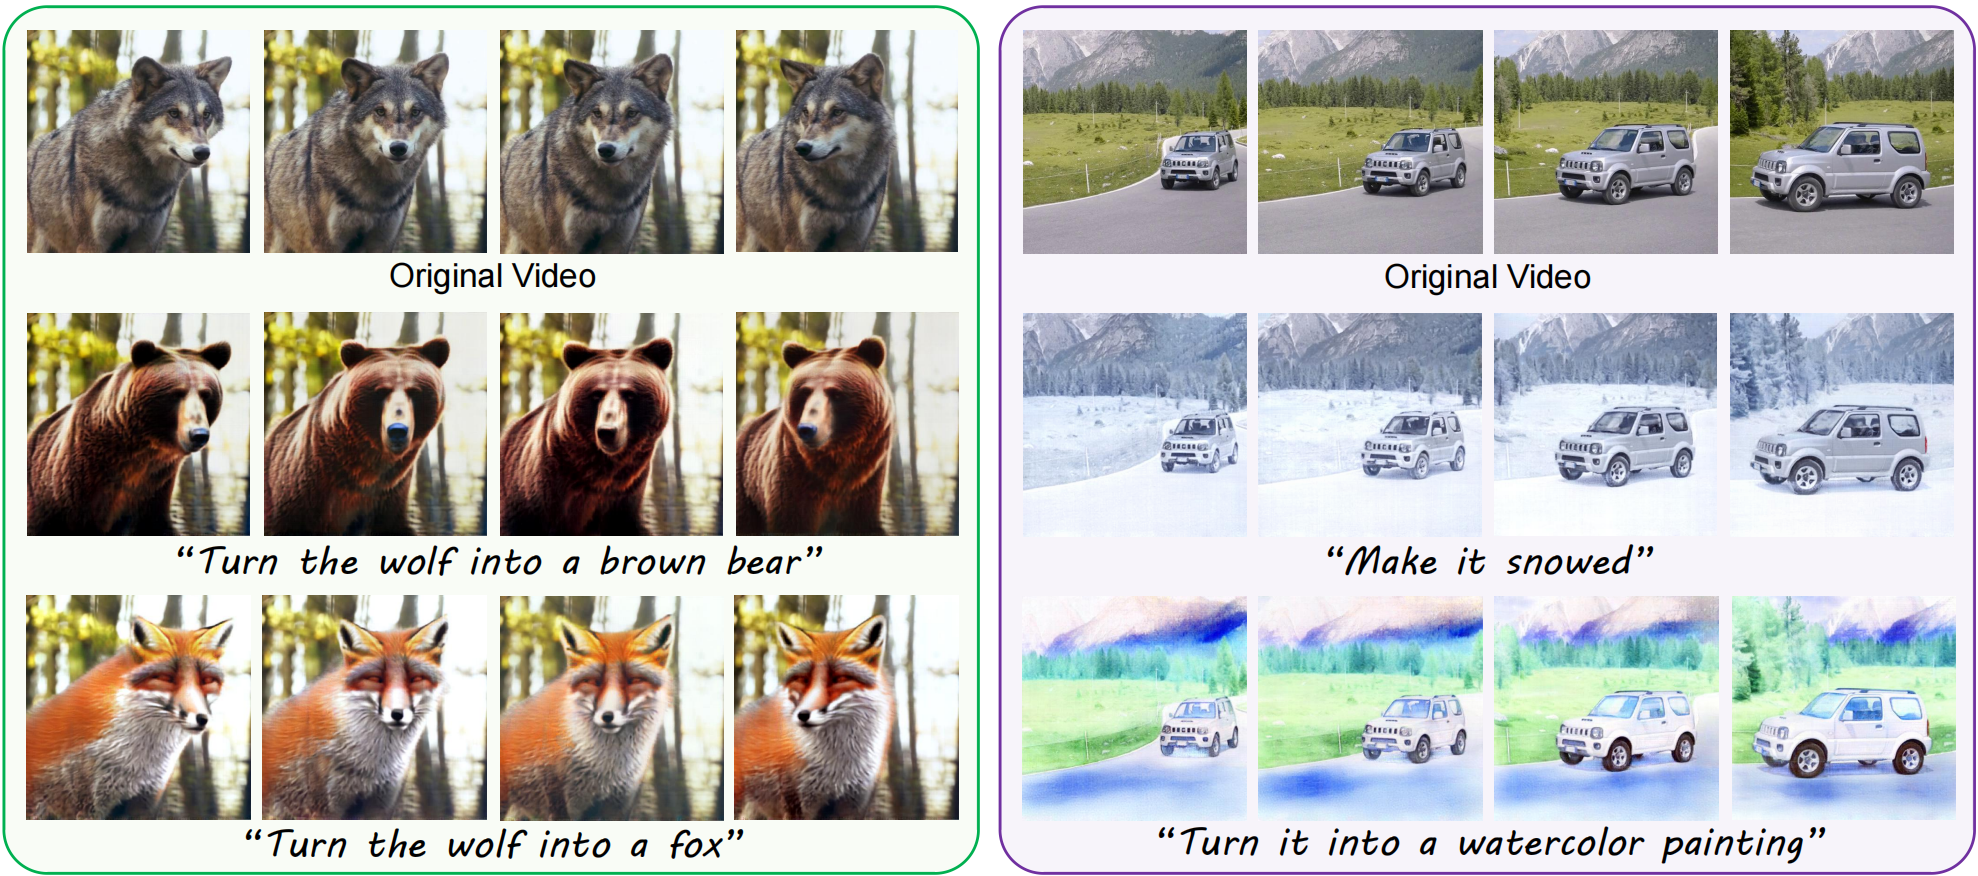 Original Video
“Turn the wolf into a brown bear”
“Turn the wolf into a fox”
Original Video
“Make it snowed”
“Turn it into a watercolor painting”